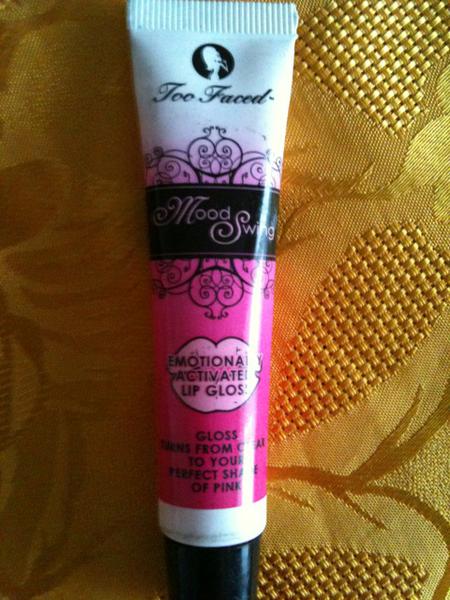 Too Faced
Mood
Swing
EMOTIONALLY
ACTIVATED
LIP GLOSS
GLOSS
TURNS FROM CLEAR
TO YOUR
PERFECT SHADE
OF PINK